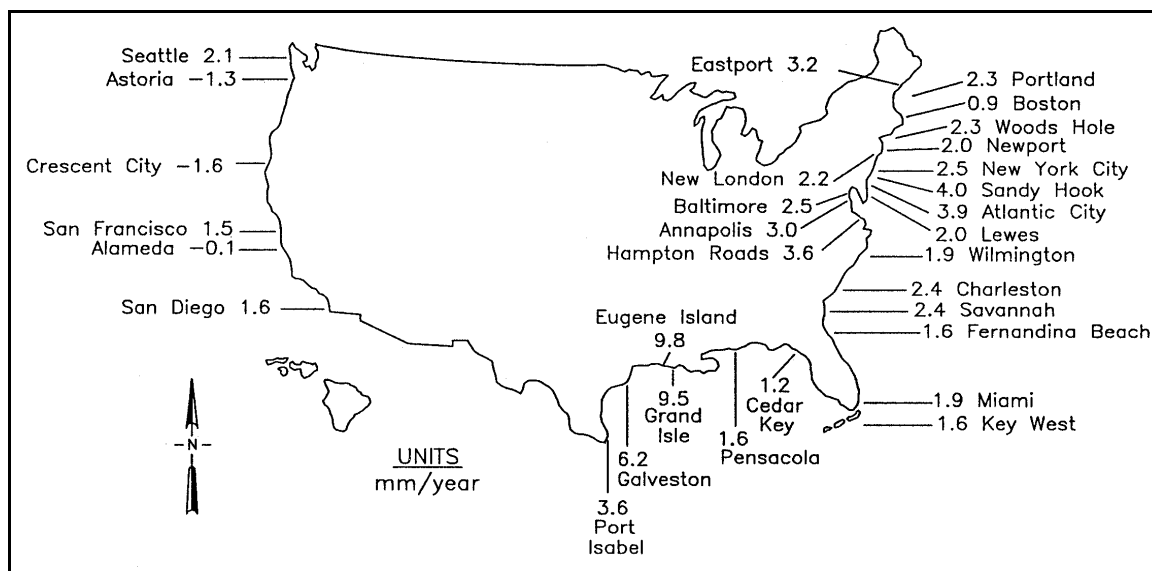 Seattle 2.1
Astoria −1.3
Crescent City −1.6
San Francisco 1.5
Alameda −0.1
San Diego 1.6
Eastport 3.2
2.3 Portland
0.9 Boston
2.3 Woods Hole
2.0 Newport
New London 2.2
2.5 New York City
4.0 Sandy Hook
Baltimore 2.5
3.9 Atlantic City
Annapolis 3.0
2.0 Lewes
Hampton Roads 3.6
1.9 Wilmington
2.4 Charleston
2.4 Savannah
1.6 Fernandina Beach
1.9 Miami
1.6 Key West
Eugene Island
9.8
9.5
Grand
Isle
1.2
Cedar
Key
1.6
Pensacola
6.2
Galveston
3.6
Port
Isabel
-N-
UNITS
mm/year